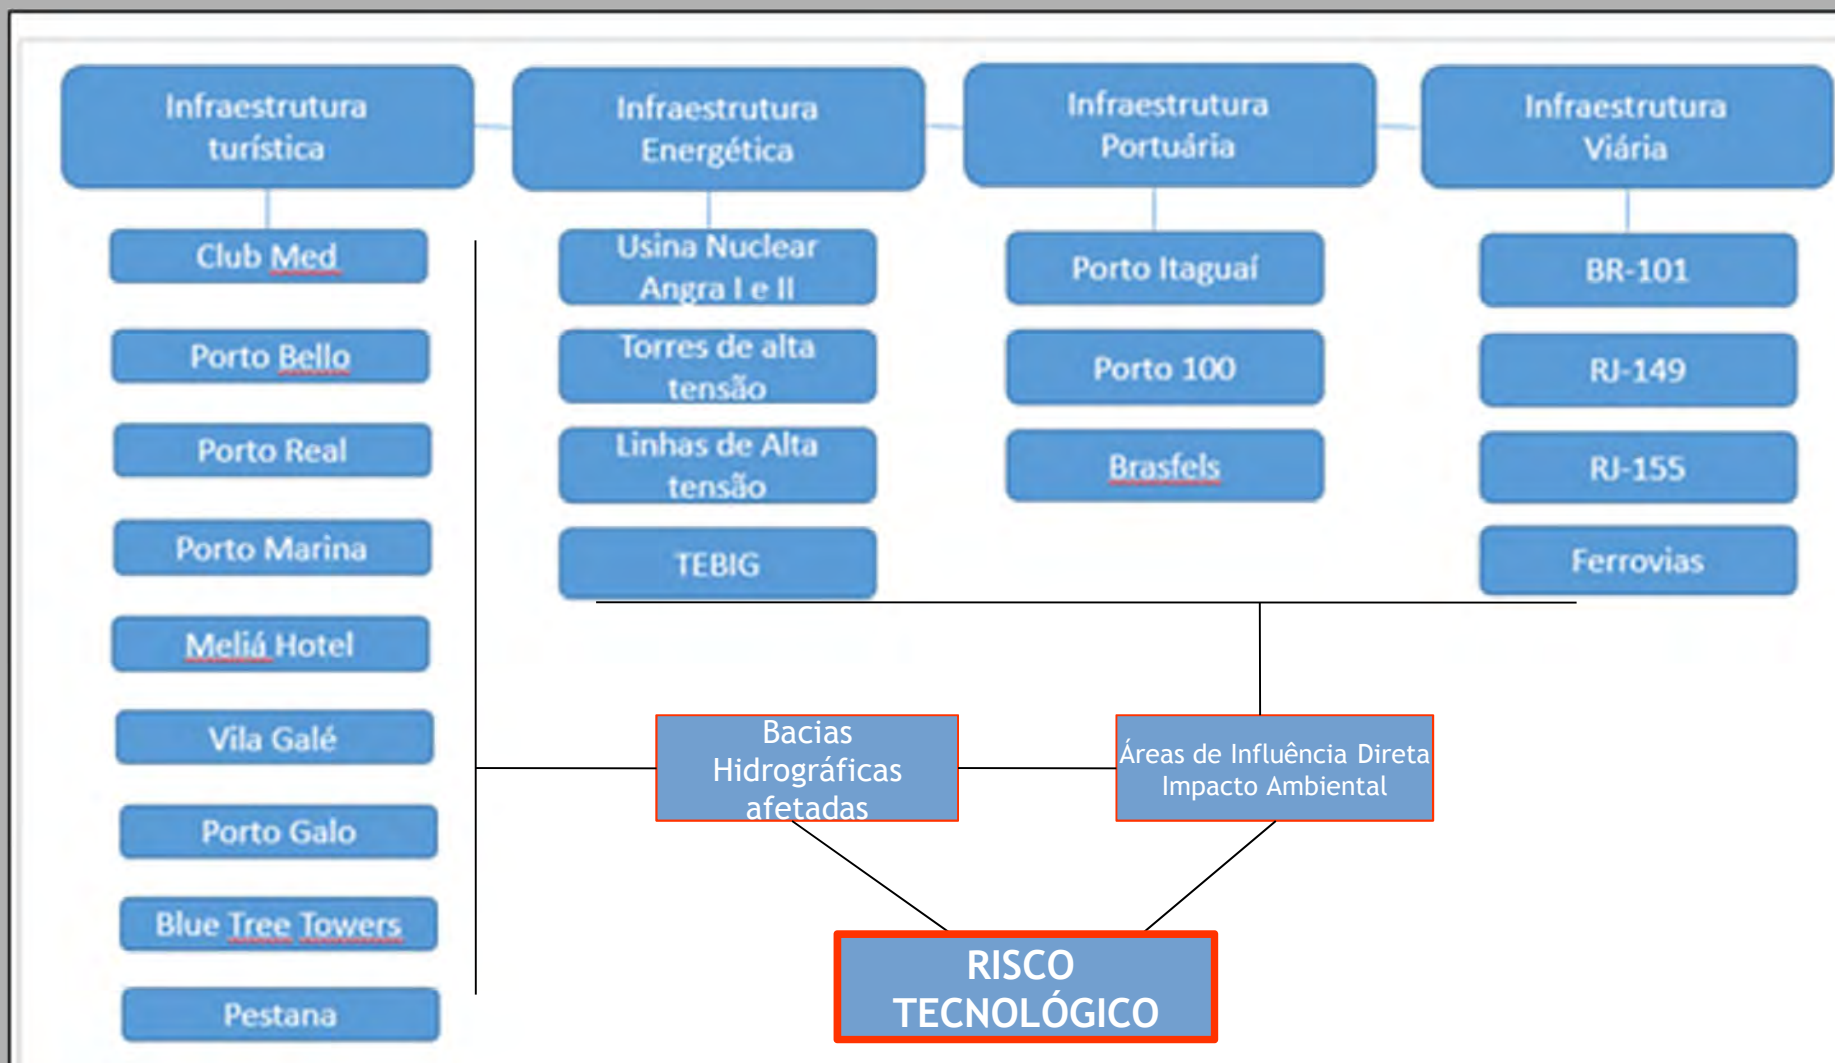 Infraestrutura
turística
Infraestrutura
Energética
Infraestrutura
Portuária
Infraestrutura
Viária
Club Med
Porto Bello
Porto Real
Porto Marina
Meliá Hotel
Vila Galé
Porto Galo
Blue Tree Towers
Pestana
Usina Nuclear
Angra I e II
Torres de alta
tensão
Linhas de Alta
tensão
TEBIG
Porto Itaguaí
Porto 100
Brasfels
BR-101
RJ-149
RJ-155
Ferrovias
Bacias
Hidrográficas
afetadas
Áreas de Influência Direta
Impacto Ambiental
RISCO
TECNOLÓGICO